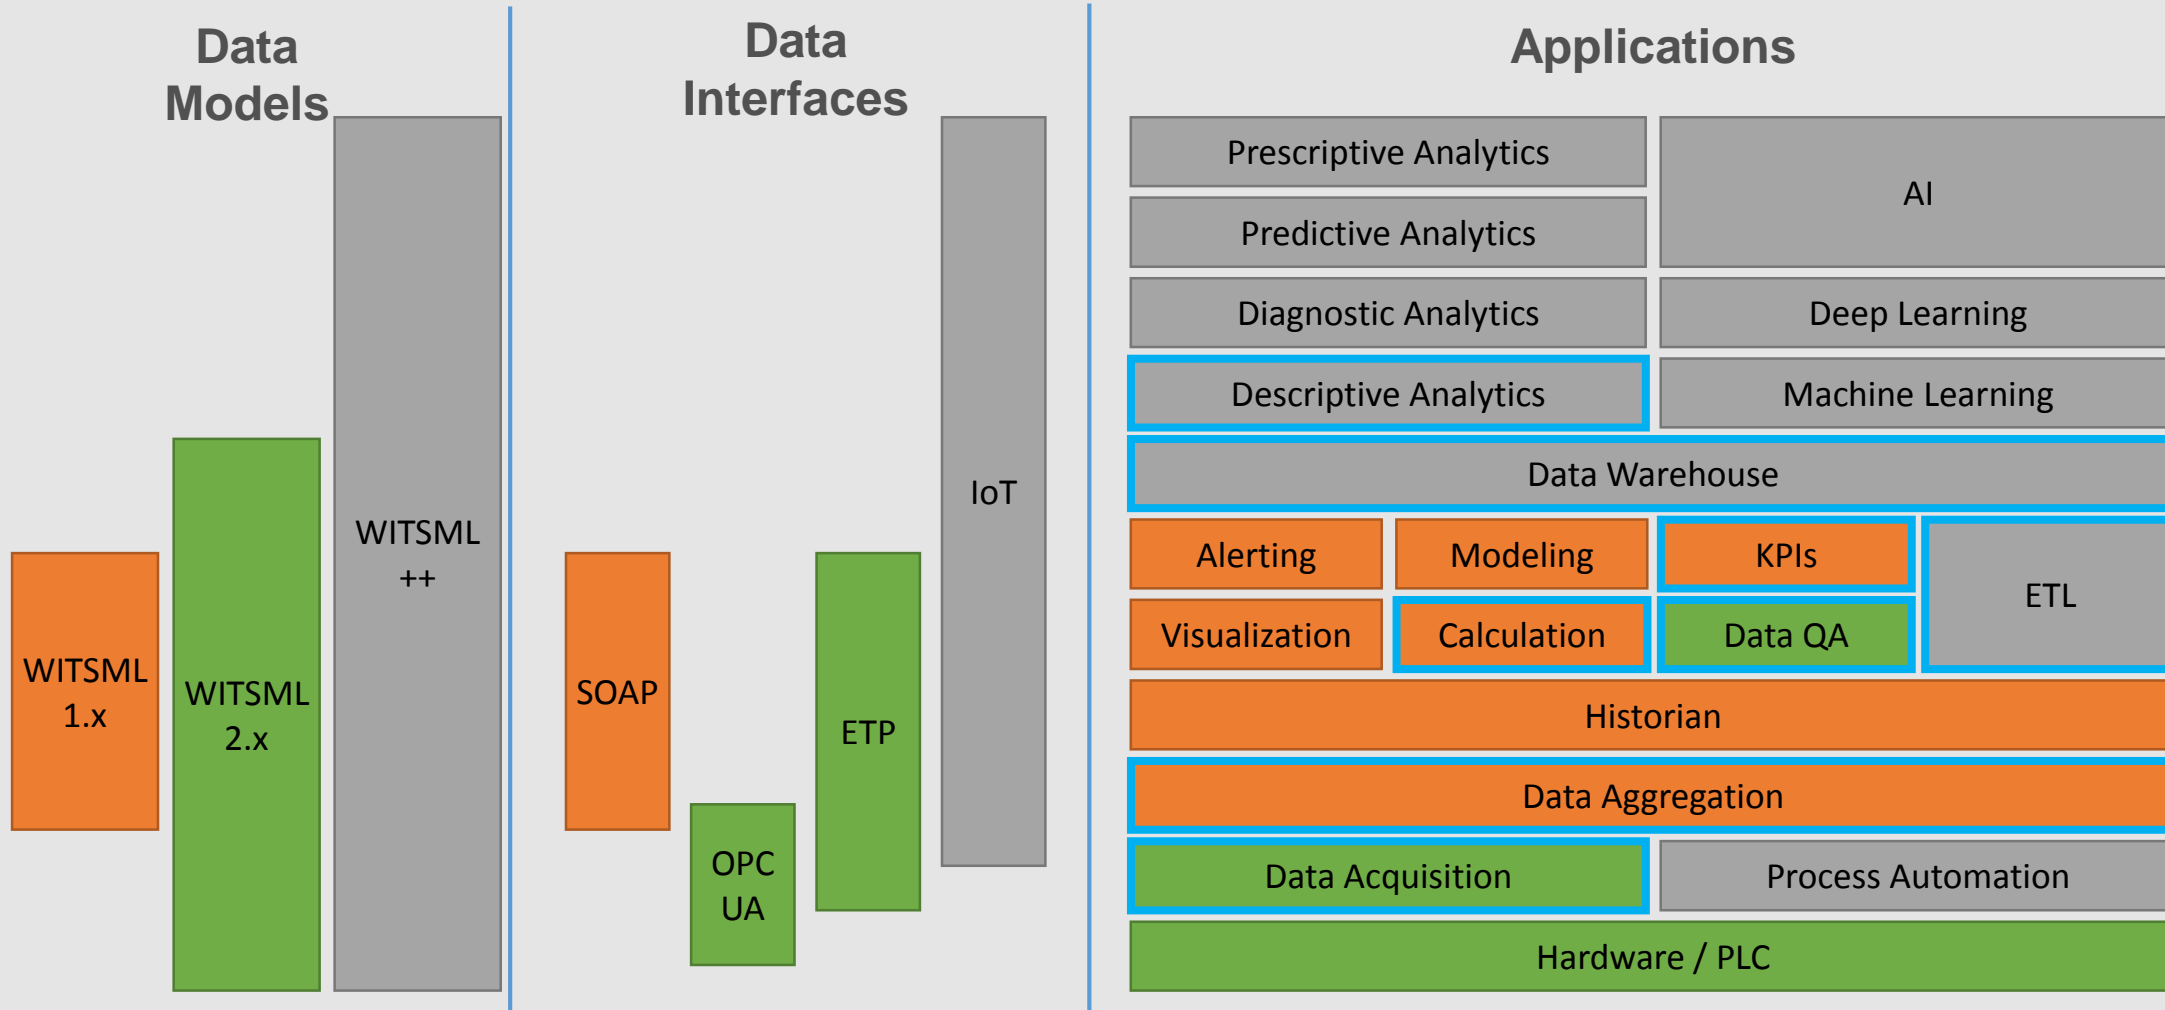 Data
Models
WITSML
1.x
WITSML
2.x
WITSML
++
Data
Interfaces
SOAP
OPC
UA
ETP
IoT
Applications
Prescriptive Analytics
AI
Predictive Analytics
Diagnostic Analytics
Deep Learning
Descriptive Analytics
Machine Learning
Data Warehouse
Alerting
Modeling
KPIs
ETL
Visualization
Calculation
Data QA
Historian
Data Aggregation
Data Acquisition
Process Automation
Hardware / PLC